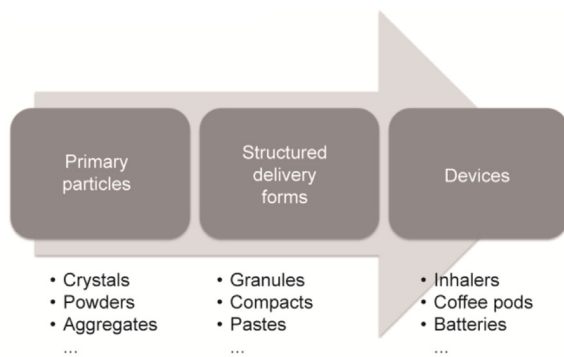 Primary
particles
Structured
delivery
forms
Devices
• Crystals
• Powders
• Aggregates
...
• Granules
• Compacts
• Pastes
...
• Inhalers
• Coffee pods
• Batteries
...